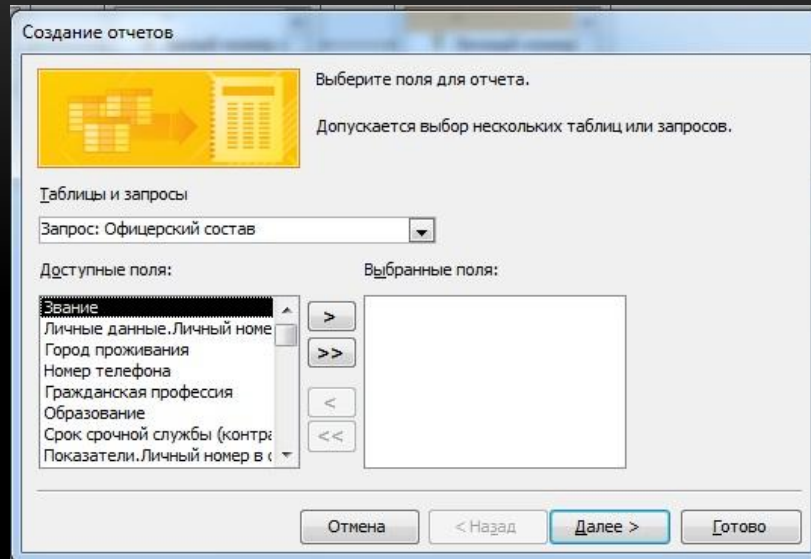 Создание отчетов
Выберите поля для отчета.
Допускается выбор нескольких таблиц или запросов.
Таблицы и запросы
Запрос: Офицерский состав
Доступные поля:
Выбранные поля:
Звание
Личные данные.Личный номе
Город проживания
Номер телефона
Гражданская профессия
Образование
Срок срочной службы (контра
Показатели.Личный номер в с
>
>>
<
<<
Отмена
< Назад
Далее >
Готово